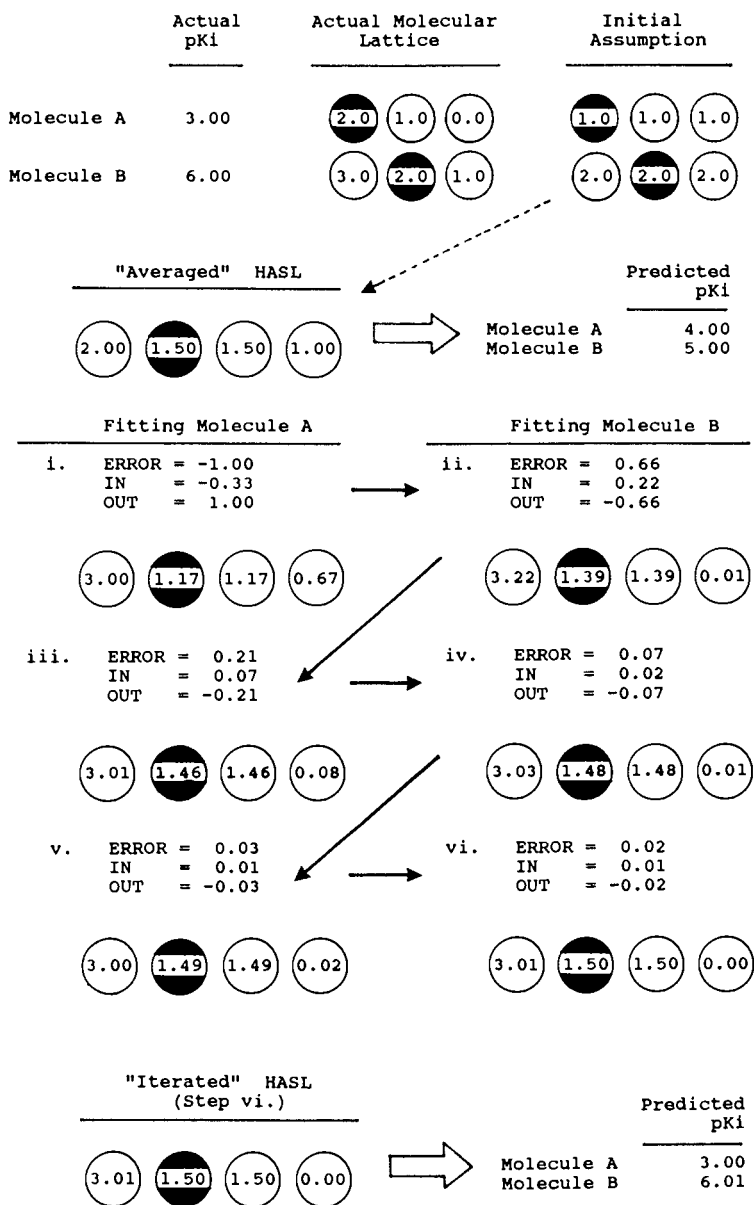 Actual pKi
Actual Molecular Lattice
Initial Assumption
Molecule A 3.00 2.0 1.0 0.0 1.0 1.0 1.0
Molecule B 6.00 3.0 2.0 1.0 2.0 2.0 2.0
"Averaged" HASL
Predicted pKi
2.00 1.50 1.50 1.00
Molecule A 4.00
Molecule B 5.00
Fitting Molecule A
Fitting Molecule B
i. ERROR = -1.00
IN = -0.33
OUT = 1.00
ii. ERROR = 0.66
IN = 0.22
OUT = -0.66
3.00 1.17 1.17 0.67
3.22 1.39 1.39 0.01
iii. ERROR = 0.21
IN = 0.07
OUT = -0.21
iv. ERROR = 0.07
IN = 0.02
OUT = -0.07
3.01 1.46 1.46 0.08
3.03 1.48 1.48 0.01
v. ERROR = 0.03
IN = 0.01
OUT = -0.03
vi. ERROR = 0.02
IN = 0.01
OUT = -0.02
3.00 1.49 1.49 0.02
3.01 1.50 1.50 0.00
"Iterated" HASL
(Step vi.)
Predicted pKi
3.01 1.50 1.50 0.00
Molecule A 3.00
Molecule B 6.01